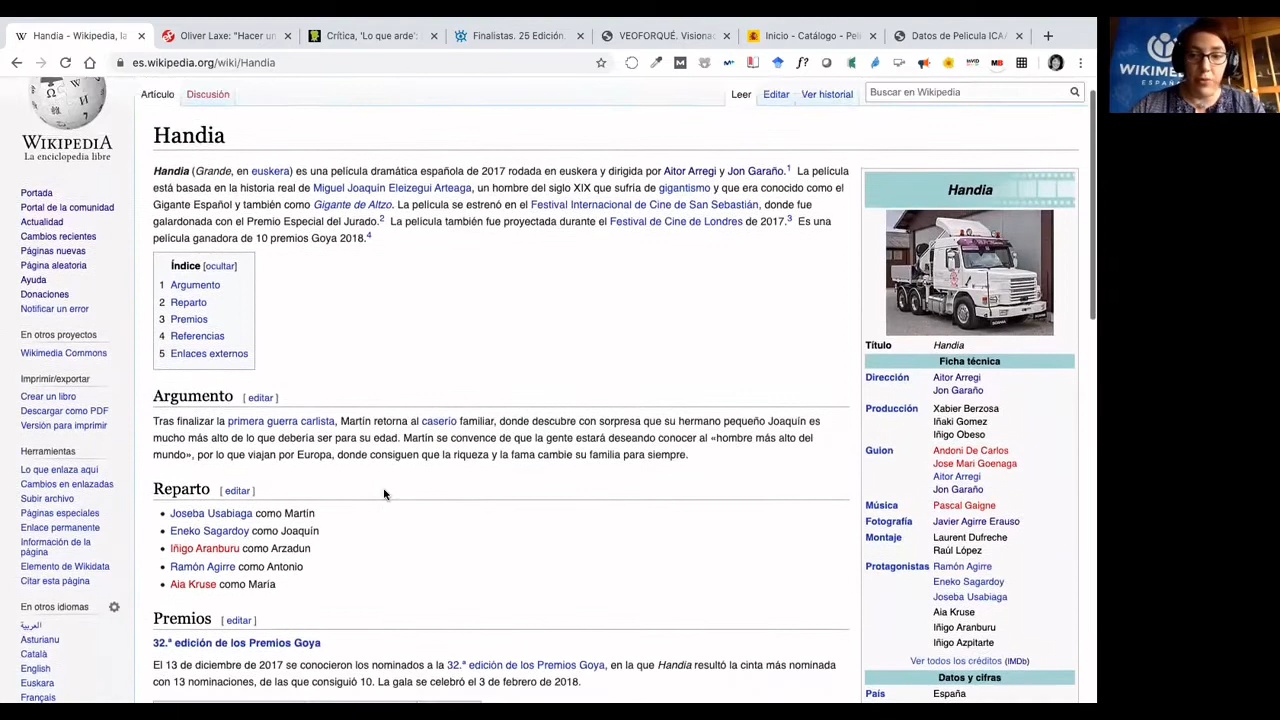 Handia - Wikipedia, la
Oliver Laxe: "Hacer un
Crítica, 'Lo que arde':
Finalistas. 25 Edición.
VEOFORQUÉ. Visionad
Inicio - Catálogo - Peli
Datos de Pelicula ICAA
es.wikipedia.org/wiki/Handia
WIKIMEDIA
ESPAÑA
WIKIPEDIA
La enciclopedia libre
Portada
Portal de la comunidad
Actualidad
Cambios recientes
Páginas nuevas
Página aleatoria
Ayuda
Donaciones
Notificar un error
En otros proyectos
Wikimedia Commons
Imprimir/exportar
Crear un libro
Descargar como PDF
Versión para imprimir
Herramientas
Lo que enlaza aquí
Cambios en enlazadas
Subir archivo
Páginas especiales
Enlace permanente
Información de la
página
Elemento de Wikidata
Citar esta página
En otros idiomas
العربية
Asturianu
Català
English
Euskara
Français
Artículo Discusión Leer Editar Ver historial Buscar en Wikipedia
Handia
Handia (Grande, en euskera) es una película dramática española de 2017 rodada en euskera y dirigida por Aitor Arregi y Jon Garaño.1 La película
está basada en la historia real de Miguel Joaquín Eleizegui Arteaga, un hombre del siglo XIX que sufría de gigantismo y que era conocido como el
Gigante Español y también como Gigante de Altzo. La película se estrenó en el Festival Internacional de Cine de San Sebastián, donde fue
galardonada con el Premio Especial del Jurado.2 La película también fue proyectada durante el Festival de Cine de Londres de 2017.3 Es una
película ganadora de 10 premios Goya 2018.4
Índice [ocultar]
1 Argumento
2 Reparto
3 Premios
4 Referencias
5 Enlaces externos
Argumento [ editar ]
Tras finalizar la primera guerra carlista, Martín retorna al caserío familiar, donde descubre con sorpresa que su hermano pequeño Joaquín es
mucho más alto de lo que debería ser para su edad. Martín se convence de que la gente estará deseando conocer al «hombre más alto del
mundo», por lo que viajan por Europa, donde consiguen que la riqueza y la fama cambie su familia para siempre.
Reparto [ editar ]
• Joseba Usabiaga como Martín
• Eneko Sagardoy como Joaquín
• Iñigo Aranburu como Arzadun
• Ramón Agirre como Antonio
• Aia Kruse como María
Premios [ editar ]
32.ª edición de los Premios Goya
El 13 de diciembre de 2017 se conocieron los nominados a la 32.ª edición de los Premios Goya, en la que Handia resultó la cinta más nominada
con 13 nominaciones, de las que consiguió 10. La gala se celebró el 3 de febrero de 2018.
Handia
Título Handia
Ficha técnica
Dirección Aitor Arregi
Jon Garaño
Producción Xabier Berzosa
Iñaki Gomez
Iñigo Obeso
Guion Andoni De Carlos
Jose Mari Goenaga
Aitor Arregi
Jon Garaño
Música Pascal Gaigne
Fotografía Javier Agirre Erauso
Montaje Laurent Dufreche
Raúl López
Protagonistas Ramón Agirre
Eneko Sagardoy
Joseba Usabiaga
Aia Kruse
Iñigo Aranburu
Iñigo Azpitarte
Ver todos los créditos (IMDb)
Datos y cifras
País España